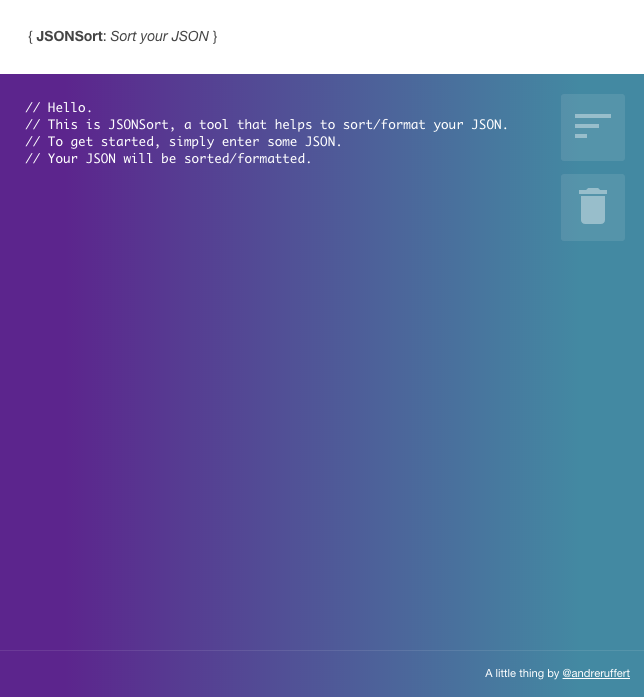 { JSONSort: Sort your JSON }
// Hello.
// This is JSONSort, a tool that helps to sort/format your JSON.
// To get started, simply enter some JSON.
// Your JSON will be sorted/formatted.
A little thing by @andreruffert